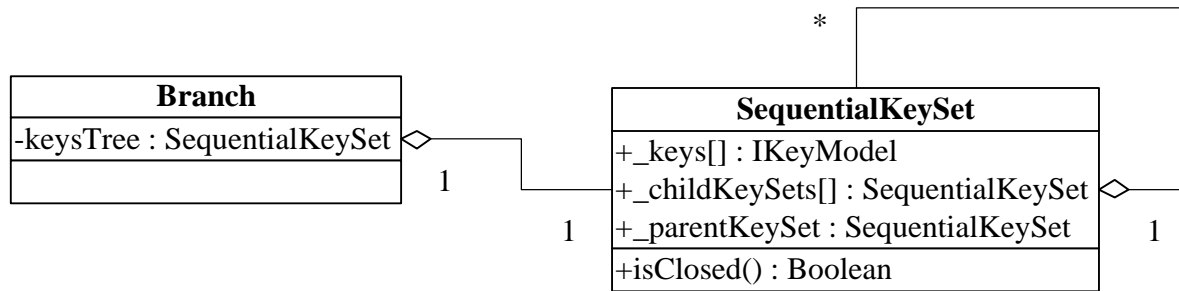 *
Branch
-keysTree : SequentialKeySet
1
SequentialKeySet
+_keys[] : IKeyModel
+_childKeySets[] : SequentialKeySet
+_parentKeySet : SequentialKeySet
+isClosed() : Boolean
1
1